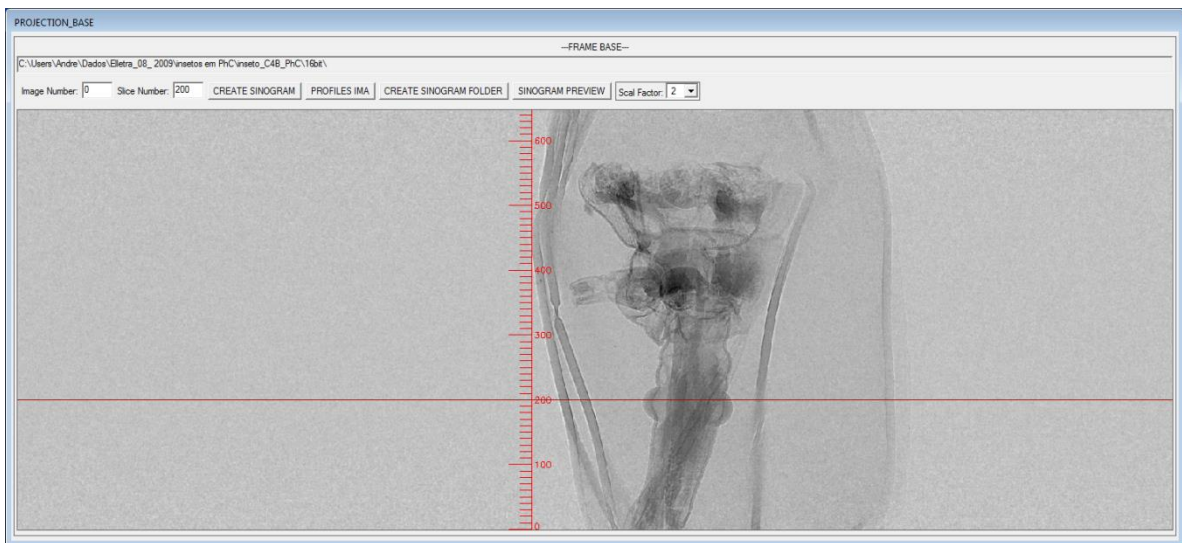 PROJECTION_BASE
---FRAME BASE---
C:\Users\Andre\Dados\Elletra_08_ 2009\insetos em PhC\inseto_C4B_PhC\16bit\
Image Number: 0 Slice Number: 200 CREATE SINOGRAM PROFILES IMA CREATE SINOGRAM FOLDER SINOGRAM PREVIEW Scal Factor: 2
600
500
400
300
200
100
0